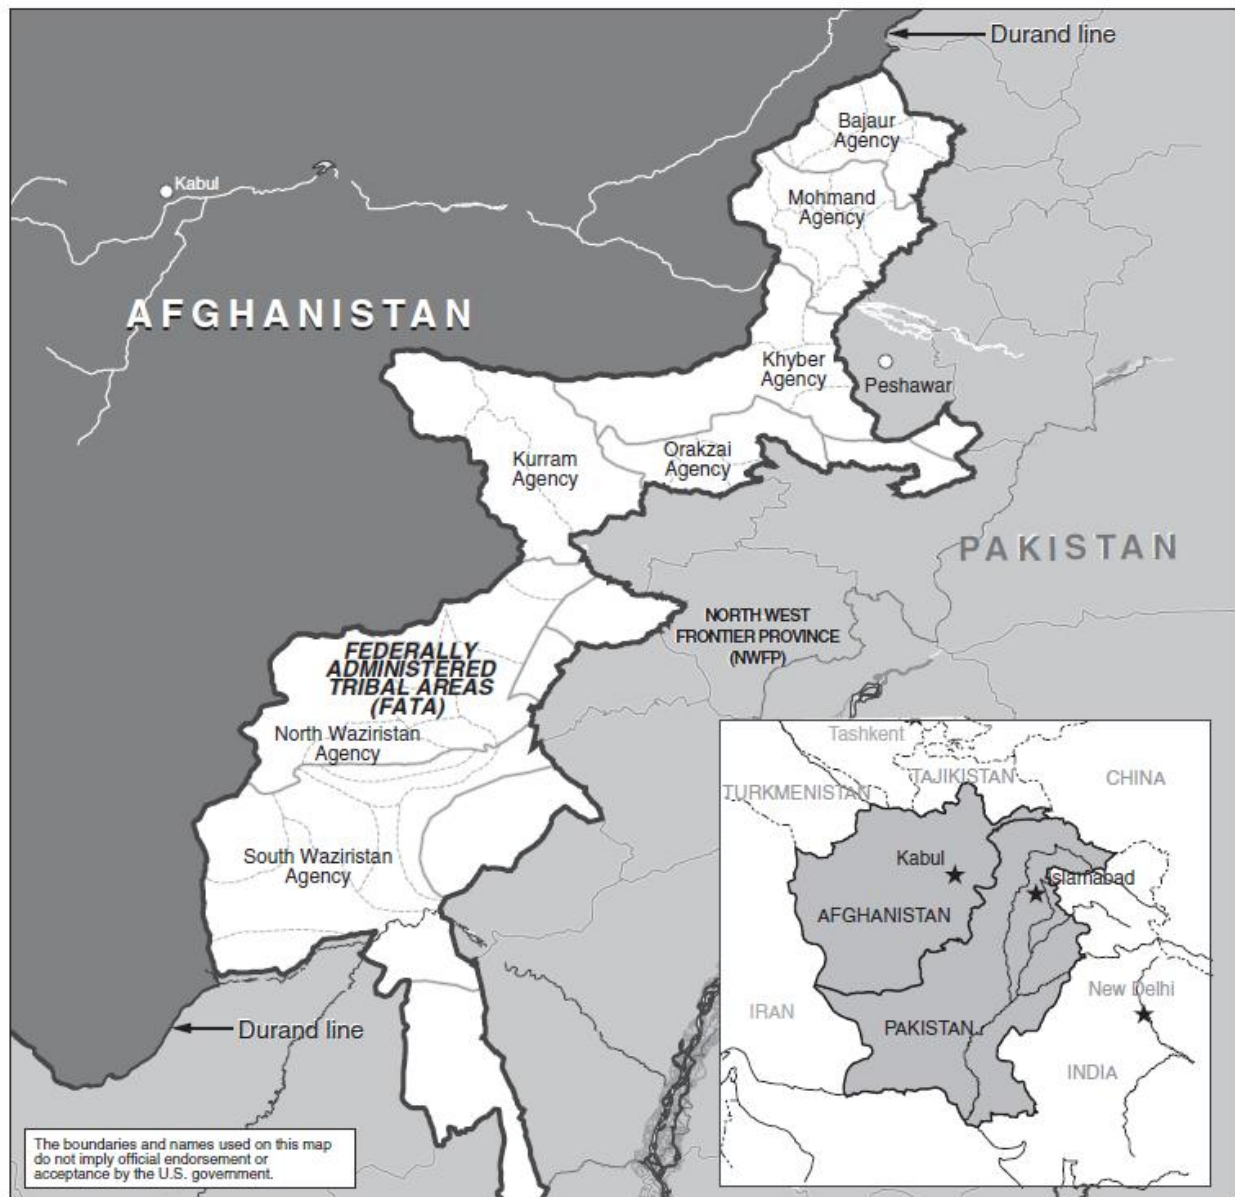 Durand line
Bajaur
Agency
Mohmand
Agency
Kabul
AFGHANISTAN
Khyber
Agency
Peshawar
Orakzai
Agency
Kurram
Agency
PAKISTAN
NORTH WEST
FRONTIER PROVINCE
(NWFP)
FEDERALLY
ADMINISTERED
TRIBAL AREAS
(FATA)
North Waziristan
Agency
South Waziristan
Agency
Durand line
The boundaries and names used on this map
do not imply official endorsement or
acceptance by the U.S. government.
Tashkent
TAJIKISTAN
CHINA
TURKMENISTAN
Kabul
Islamabad
AFGHANISTAN
New Delhi
IRAN
PAKISTAN
INDIA